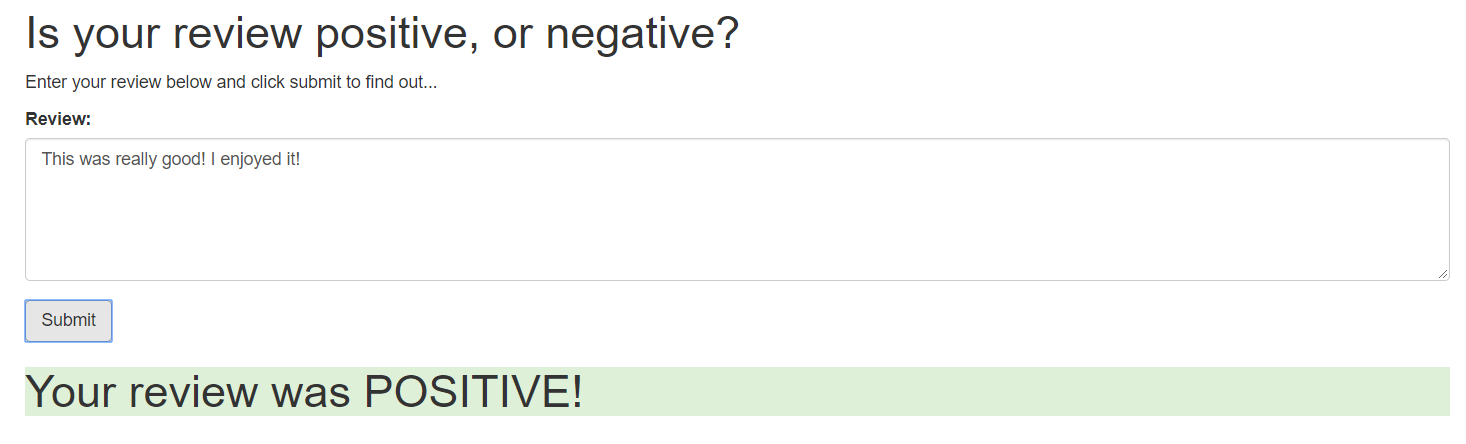 Is your review positive, or negative?
Enter your review below and click submit to find out...
Review:
This was really good! I enjoyed it!
Submit
Your review was POSITIVE!